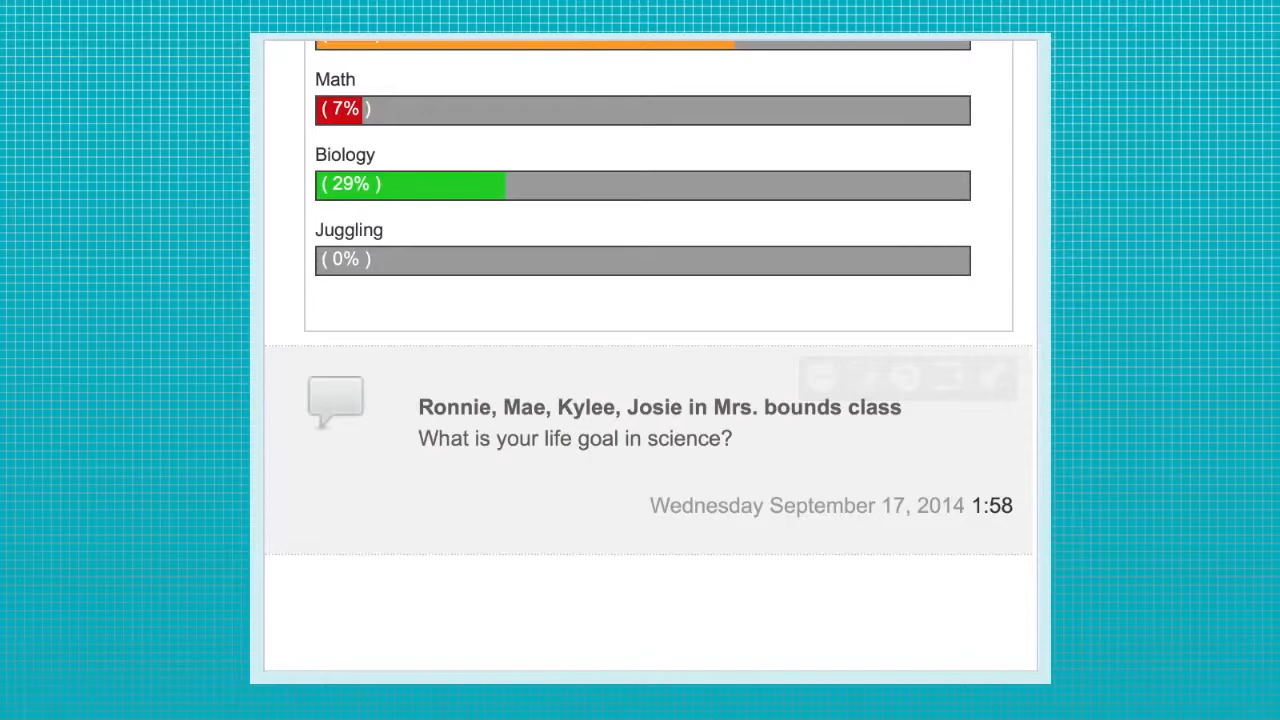 Math
( 7% )
Biology
( 29% )
Juggling
( 0% )
Ronnie, Mae, Kylee, Josie in Mrs. bounds class
What is your life goal in science?
Wednesday September 17, 2014 1:58